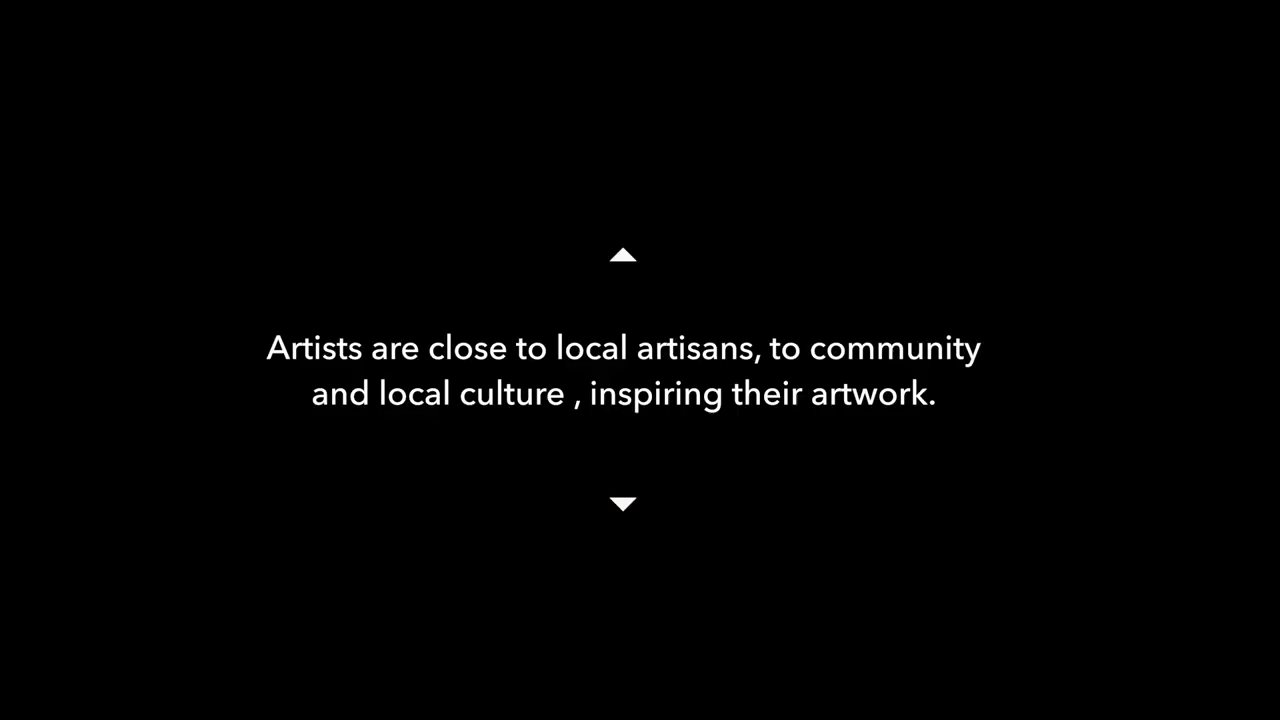 Artists are close to local artisans, to community
and local culture , inspiring their artwork.